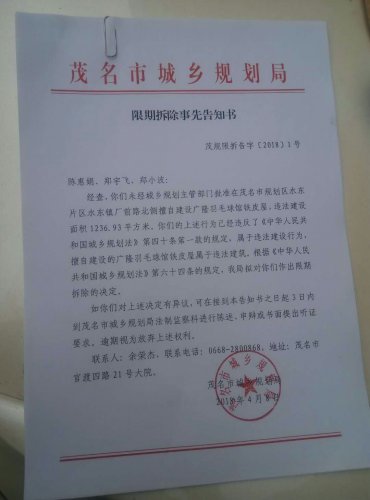 茂名市城乡规划局
限期拆除事先告知书
茂规限拆告字〔2018〕1号
陈惠娟、郑宇飞、郑小波:
经查,你们未经城乡规划主管部门批准在茂名市规划区水东
片区水东镇厂前路北侧擅自建设广隆羽毛球馆铁皮屋,违法建设
面积1236.93平方米。你们的上述行为已经违反了《中华人民共
和国城乡规划法》第四十条第一款的规定,属于违法建设行为,
擅自建设的广隆羽毛球馆铁皮屋属于违法建筑。根据《中华人民
共和国城乡规划法》第六十四条的规定,我局拟对你们作出限期
拆除的决定。
如你们对上述决定有异议,可在接到本告知书之日起3日内
到茂名市城乡规划局法制监察科进行陈述、申辩或书面提出听证
要求。逾期视为放弃上述权利。
联系人:余荣杰,联系电话:0668-2800868,地址:茂名市
官渡四路21号大院。
茂名市城乡规划局
2018年4月8日